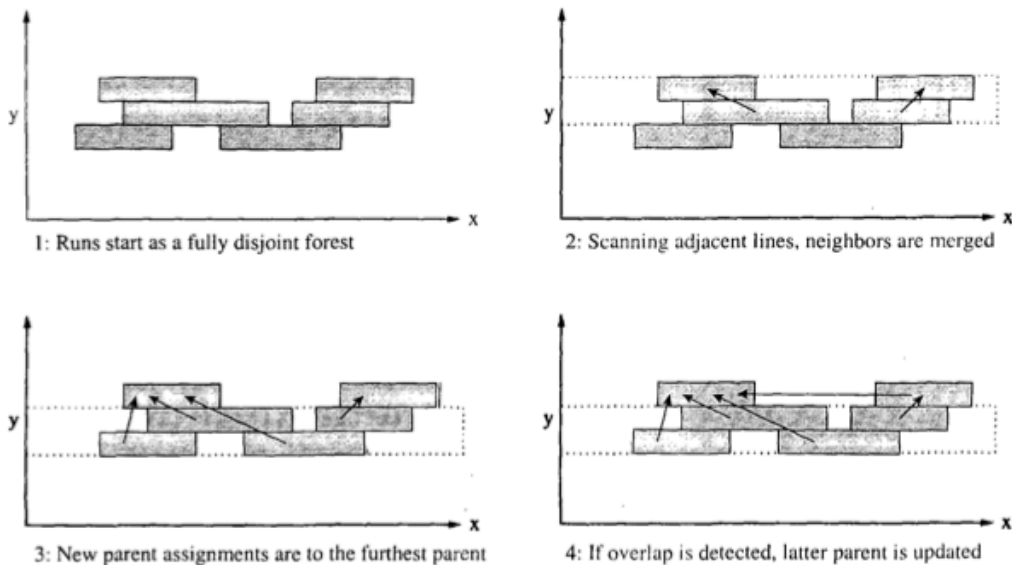 y
x
1: Runs start as a fully disjoint forest
y
x
2: Scanning adjacent lines, neighbors are merged
y
x
3: New parent assignments are to the furthest parent
y
x
4: If overlap is detected, latter parent is updated